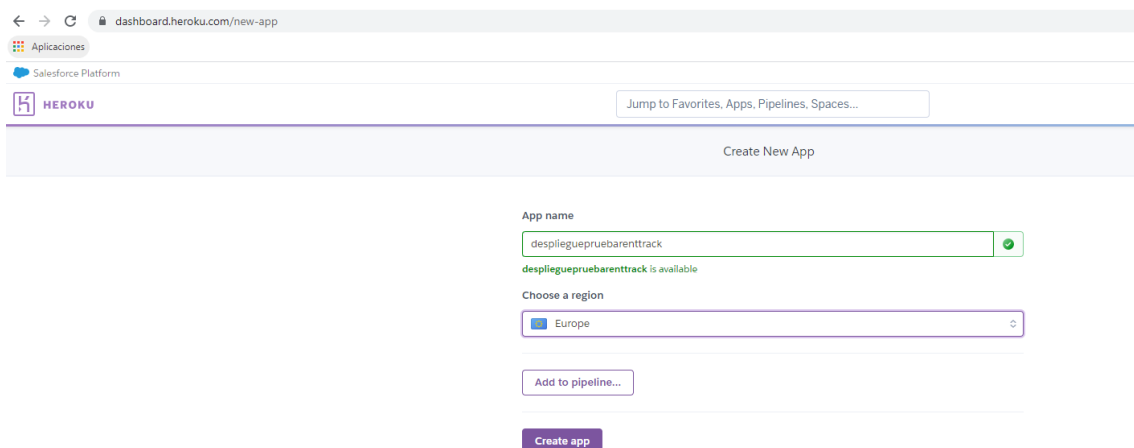 dashboard.heroku.com/new-app
Aplicaciones
Salesforce Platform
HEROKU
Jump to Favorites, Apps, Pipelines, Spaces...
Create New App
App name
desplieguepruebarenttrack
desplieguepruebarenttrack is available
Choose a region
Europe
Add to pipeline...
Create app